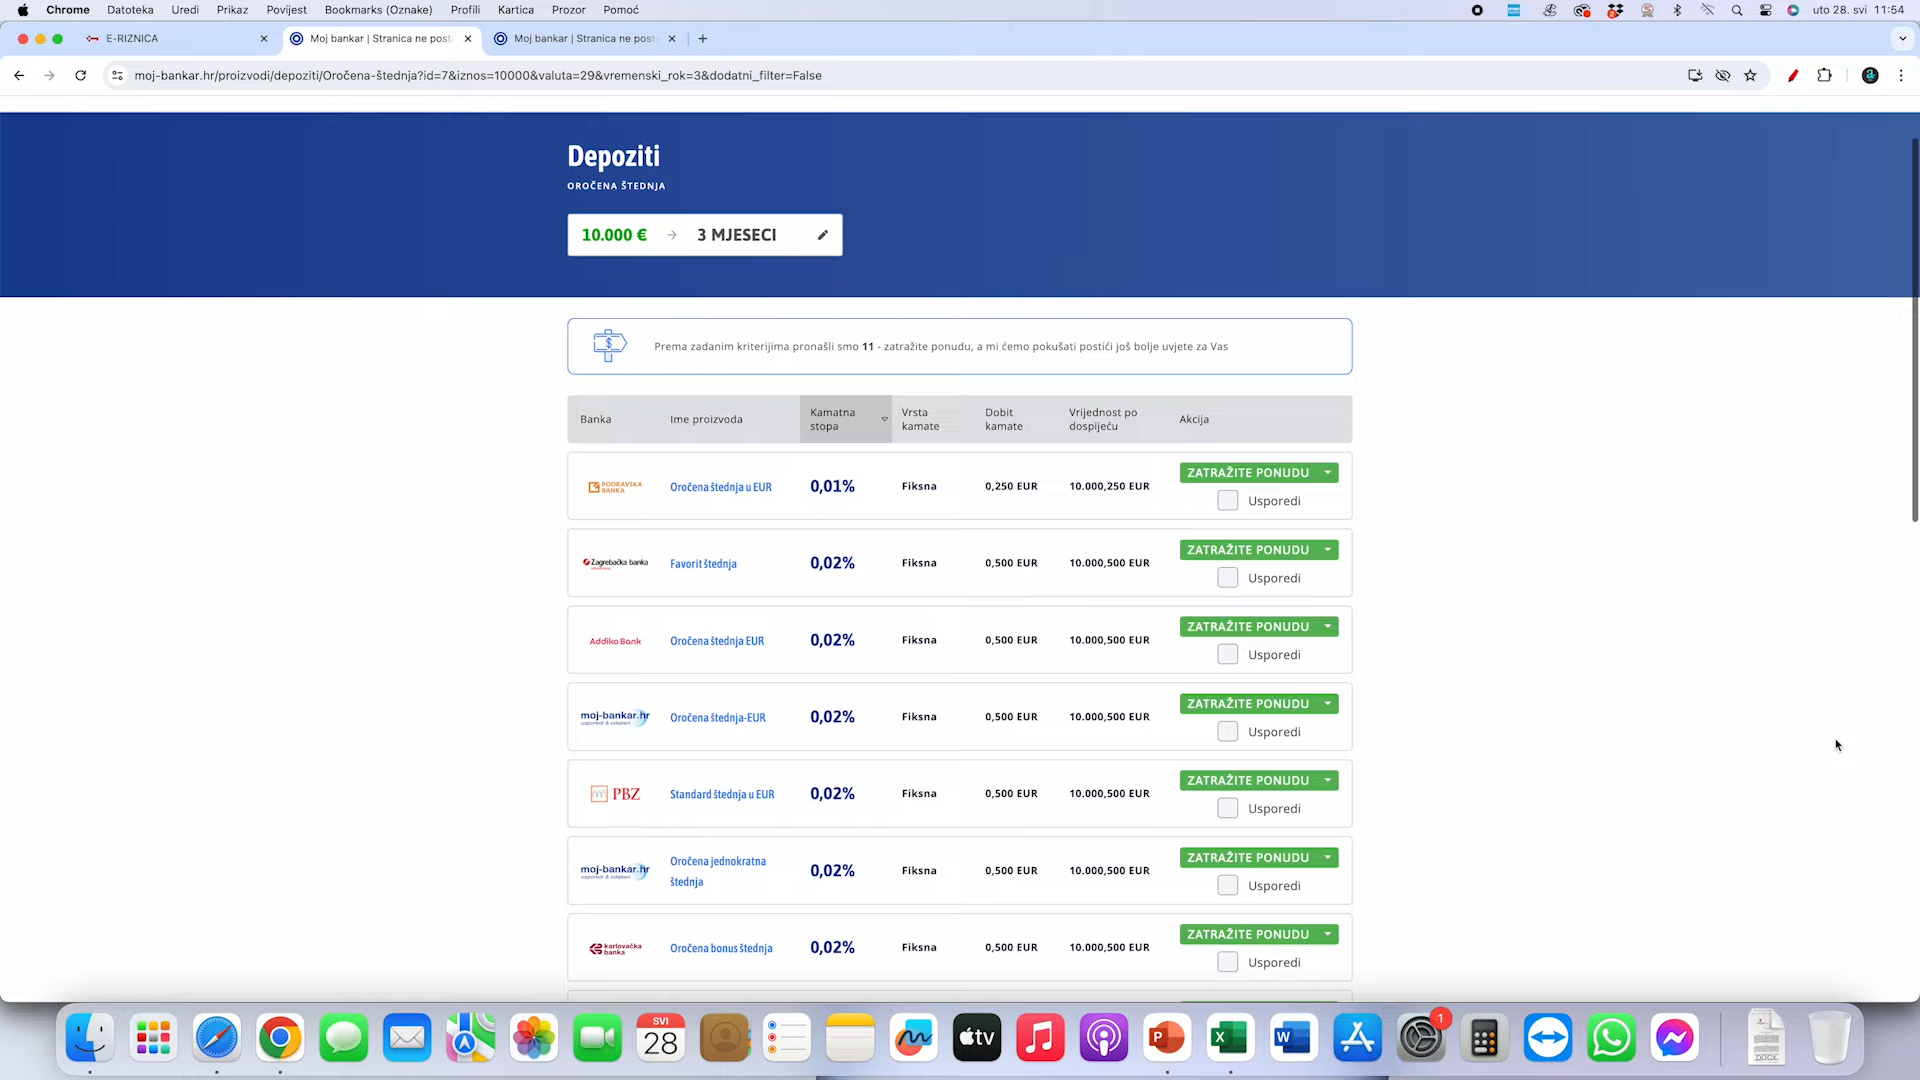 Chrome Datoteka Uredi Prikaz Povijest Bookmarks (Oznake) Profili Kartica Prozor Pomoć uto 28. svi 11:54
E-RIZNICA Moj bankar | Stranica ne post Moj bankar | Stranica ne post
moj-bankar.hr/proizvodi/depoziti/Oročena-štednja?id=7&iznos=10000&valuta=29&vremenski_rok=3&dodatni_filter=False
Depoziti
OROČENA ŠTEDNJA
10.000 € → 3 MJESECI
Prema zadanim kriterijima pronašli smo 11 - zatražite ponudu, a mi ćemo pokušati postići još bolje uvjete za Vas
Banka Ime proizvoda Kamatna stopa Vrsta kamate Dobit kamate Vrijednost po dospijeću Akcija
PODRAVSKA BANKA Oročena štednja u EUR 0,01% Fiksna 0,250 EUR 10.000,250 EUR ZATRAŽITE PONUDU
Usporedi
Zagrebačka banka Favorit štednja 0,02% Fiksna 0,500 EUR 10.000,500 EUR ZATRAŽITE PONUDU
Usporedi
Addiko Bank Oročena štednja EUR 0,02% Fiksna 0,500 EUR 10.000,500 EUR ZATRAŽITE PONUDU
Usporedi
moj-bankar.hr usporedi & odaberi Oročena štednja-EUR 0,02% Fiksna 0,500 EUR 10.000,500 EUR ZATRAŽITE PONUDU
Usporedi
PBZ Standard štednja u EUR 0,02% Fiksna 0,500 EUR 10.000,500 EUR ZATRAŽITE PONUDU
Usporedi
moj-bankar.hr usporedi & odaberi Oročena jednokratna štednja 0,02% Fiksna 0,500 EUR 10.000,500 EUR ZATRAŽITE PONUDU
Usporedi
karlovačka banka Oročena bonus štednja 0,02% Fiksna 0,500 EUR 10.000,500 EUR ZATRAŽITE PONUDU
Usporedi
SVI
28
tv
P
X
W
1
DOCX